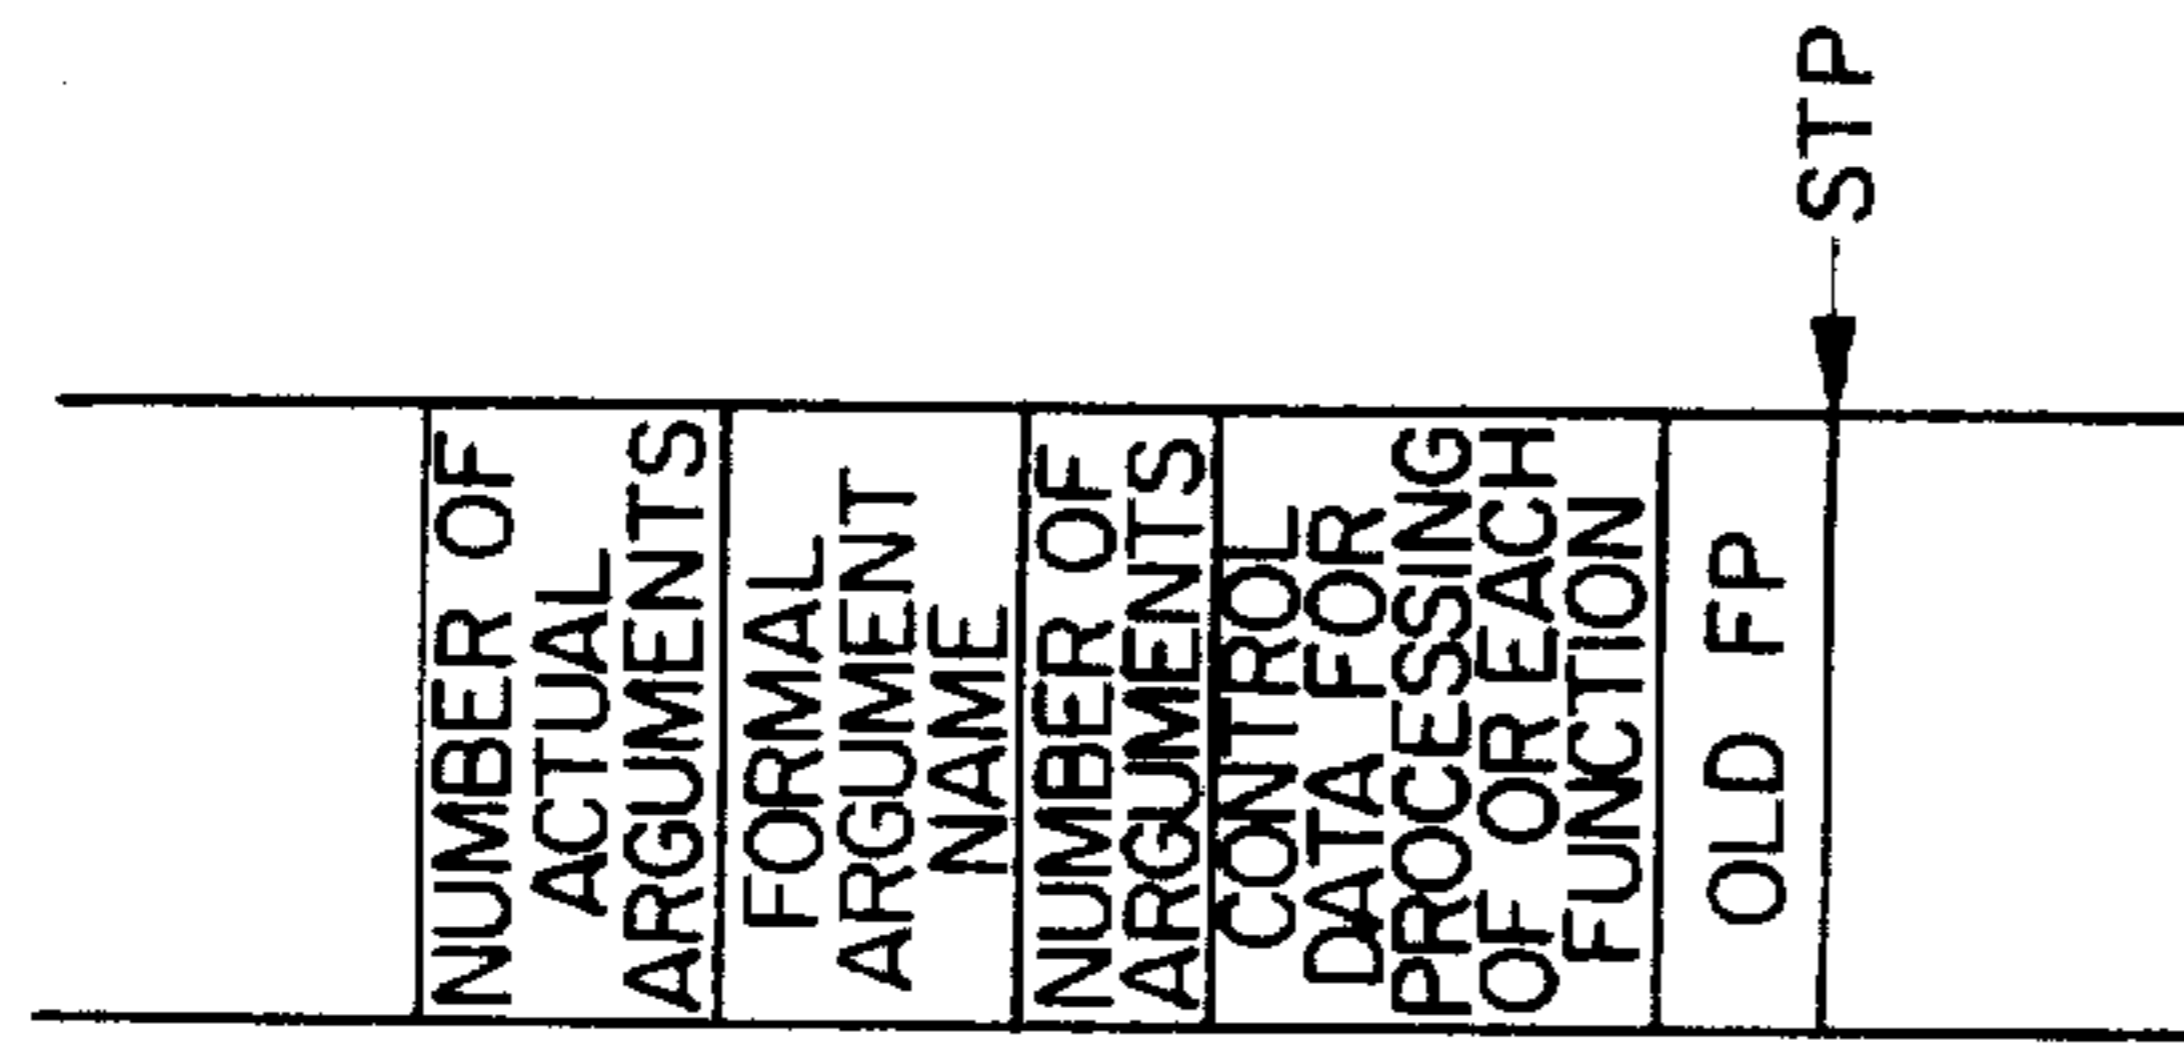 NUMBER OF
ACTUAL
ARGUMENTS
FORMAL
ARGUMENT
NAME
NUMBER OF
ARGUMENTS
CONTROL
DATA FOR
PROCESSING
OF OR EACH
FUNCTION
OLD FP
STP